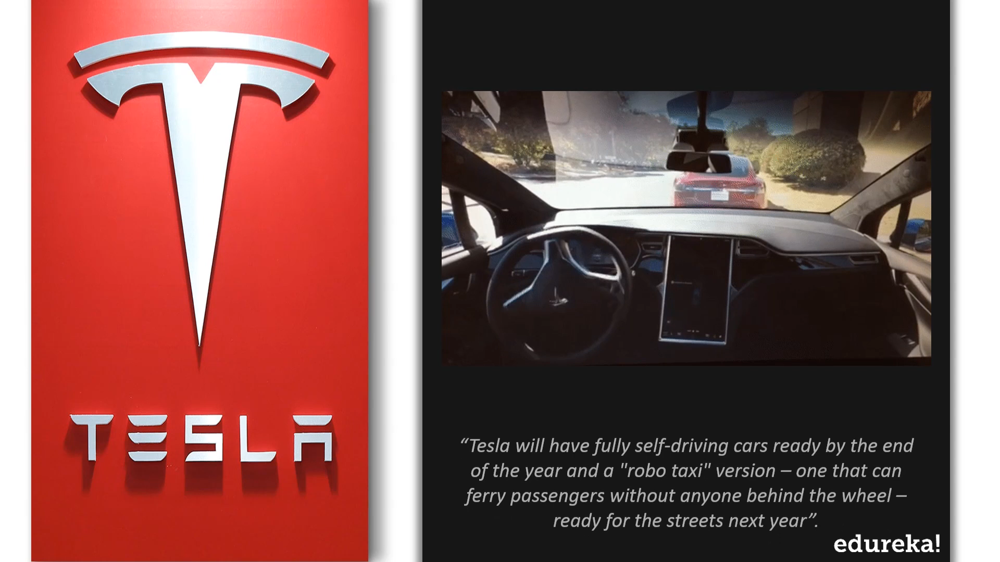 TESLA
“Tesla will have fully self-driving cars ready by the end
of the year and a "robo taxi" version – one that can
ferry passengers without anyone behind the wheel –
ready for the streets next year”.
edureka!